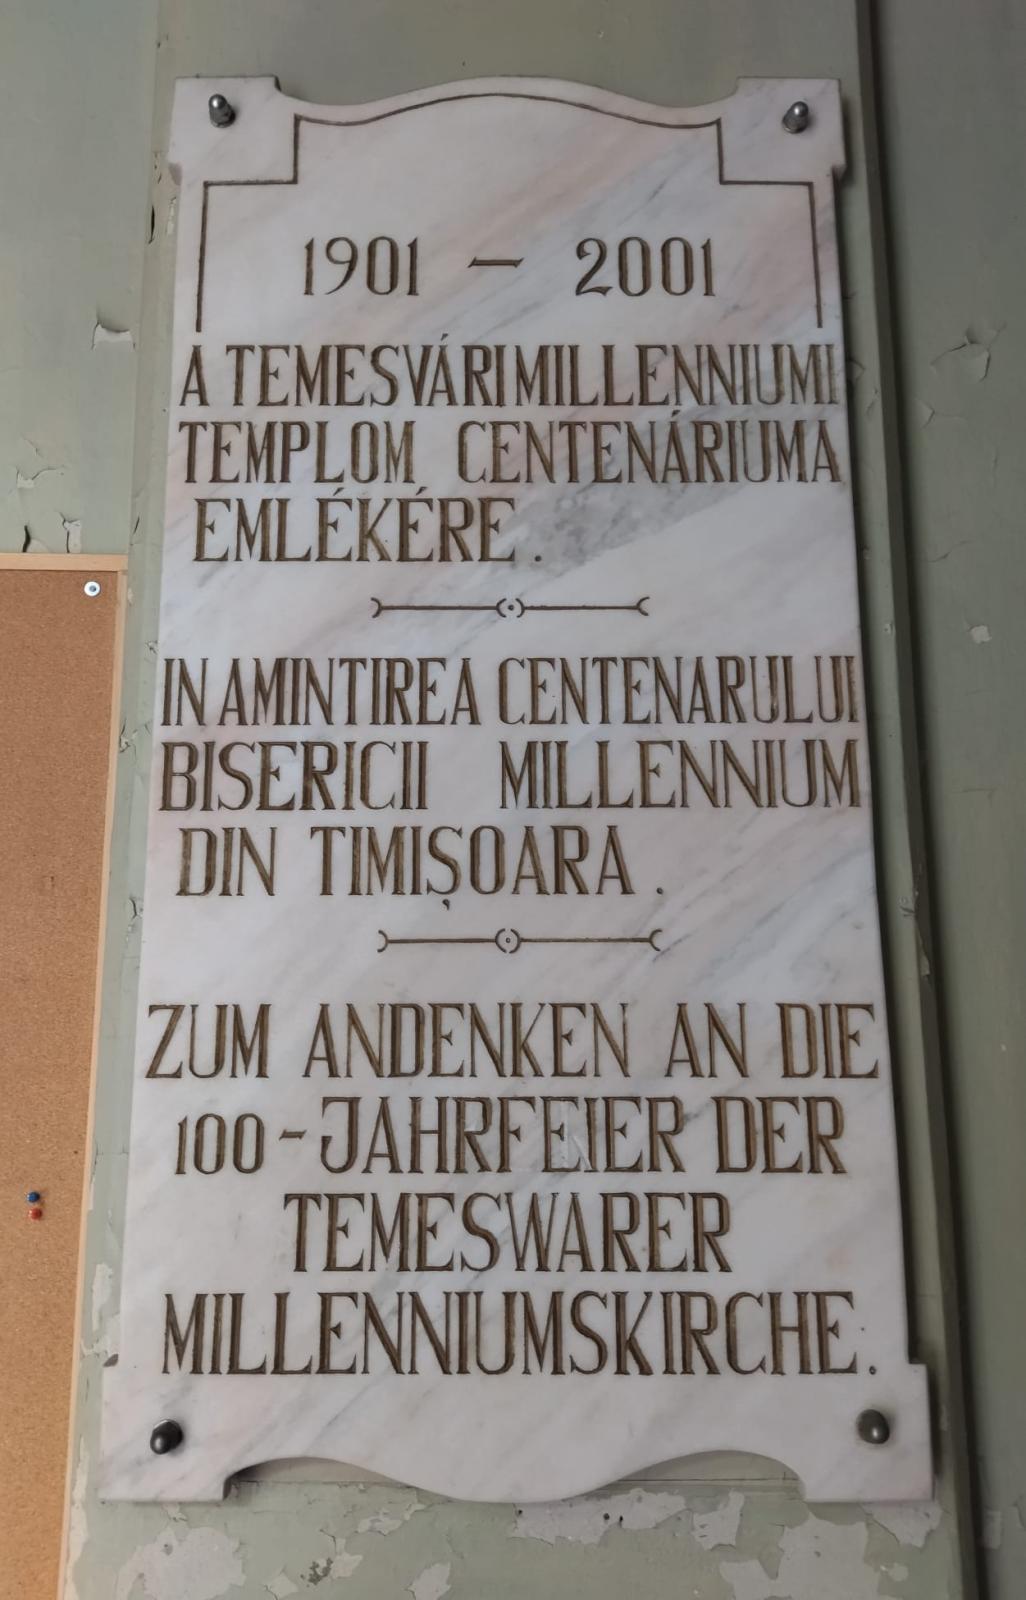 1901 – 2001
A TEMESVÁRI MILLENNIUMI
TEMPLOM CENTENÁRIUMA
EMLÉKÉRE.
IN AMINTIREA CENTENARULUI
BISERICII MILLENNIUM
DIN TIMIȘOARA.
ZUM ANDENKEN AN DIE
100-JAHRFEIER DER
TEMESWARER
MILLENNIUMSKIRCHE.